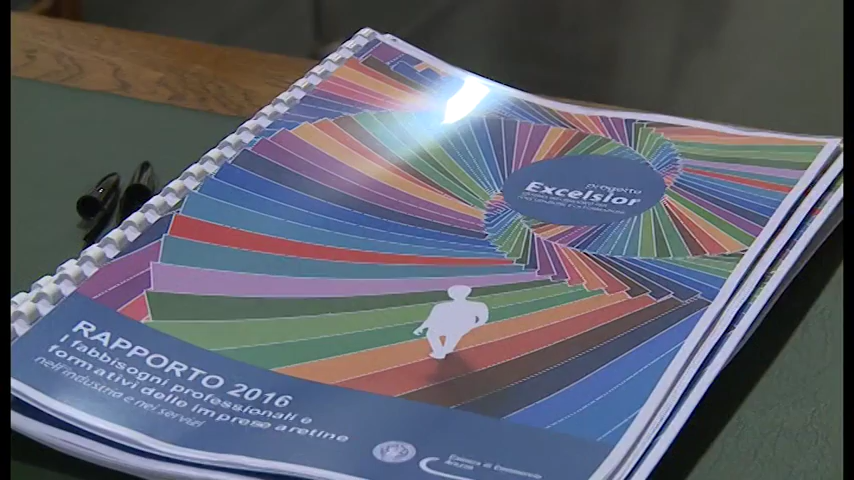 progetto
Excelsior
RAPPORTO 2016
I fabbisogni professionali e
formativi delle imprese aretine
nell'industria e nei servizi
Camera di Commercio
Arezzo